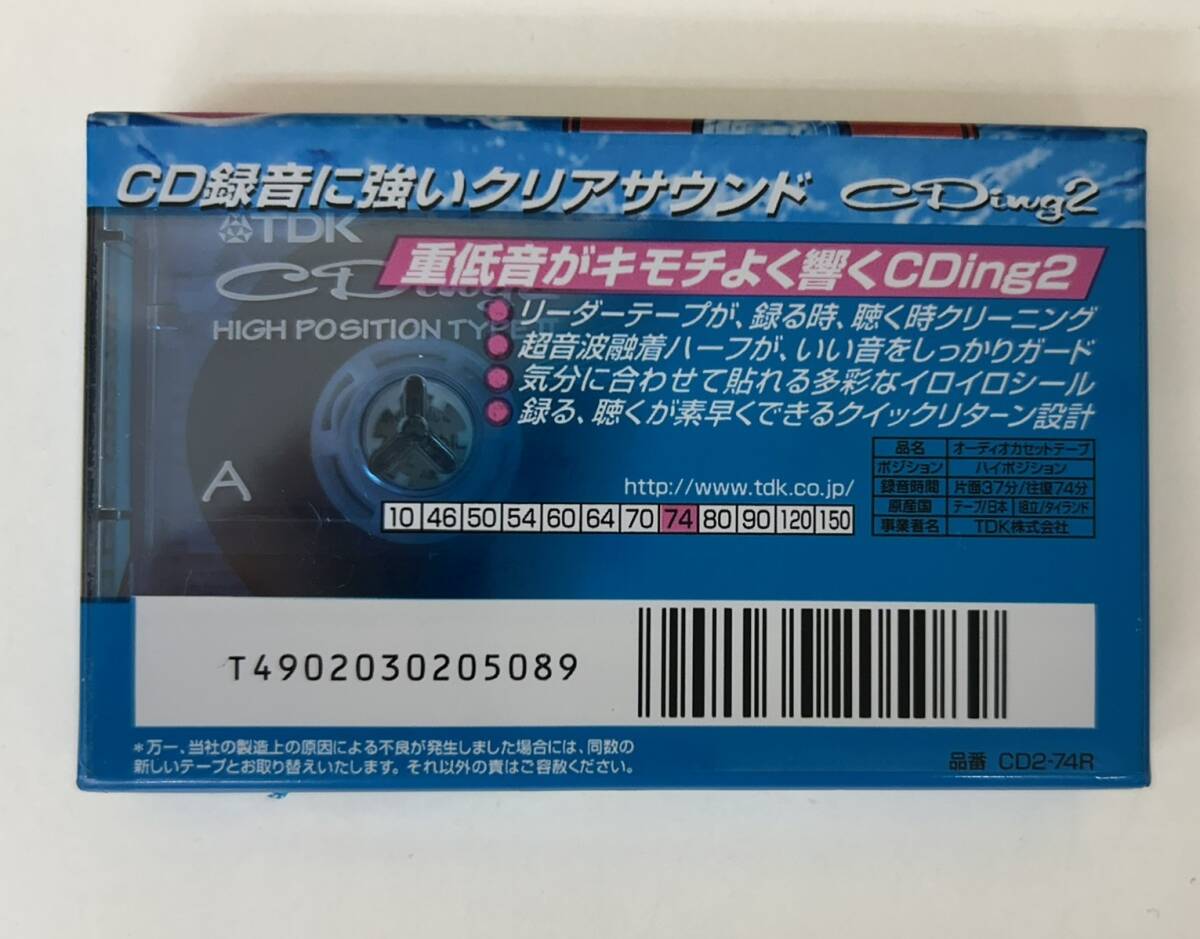 CD録音に強いクリアサウンド CDing2
TDK
重低音がキモチよく響くCDing2
CDing2
HIGH POSITION TYPE II
リーダーテープが、録る時、聴く時クリーニング
超音波融着ハーフが、いい音をしっかりガード
気分に合わせて貼れる多彩なイロイロシール
録る、聴くが素早くできるクイックリターン設計
A
http://www.tdk.co.jp/
10 46 50 54 60 64 70 74 80 90 120 150
品名 オーディオカセットテープ
ポジション ハイポジション
録音時間 片面37分/往復74分
原産国 テープ/日本 組立/タイランド
事業者名 TDK株式会社
T4902030205089
*万一、当社の製造上の原因による不良が発生しました場合には、同数の
新しいテープとお取り替えいたします。それ以外の責はご容赦ください。
品番 CD2-74R